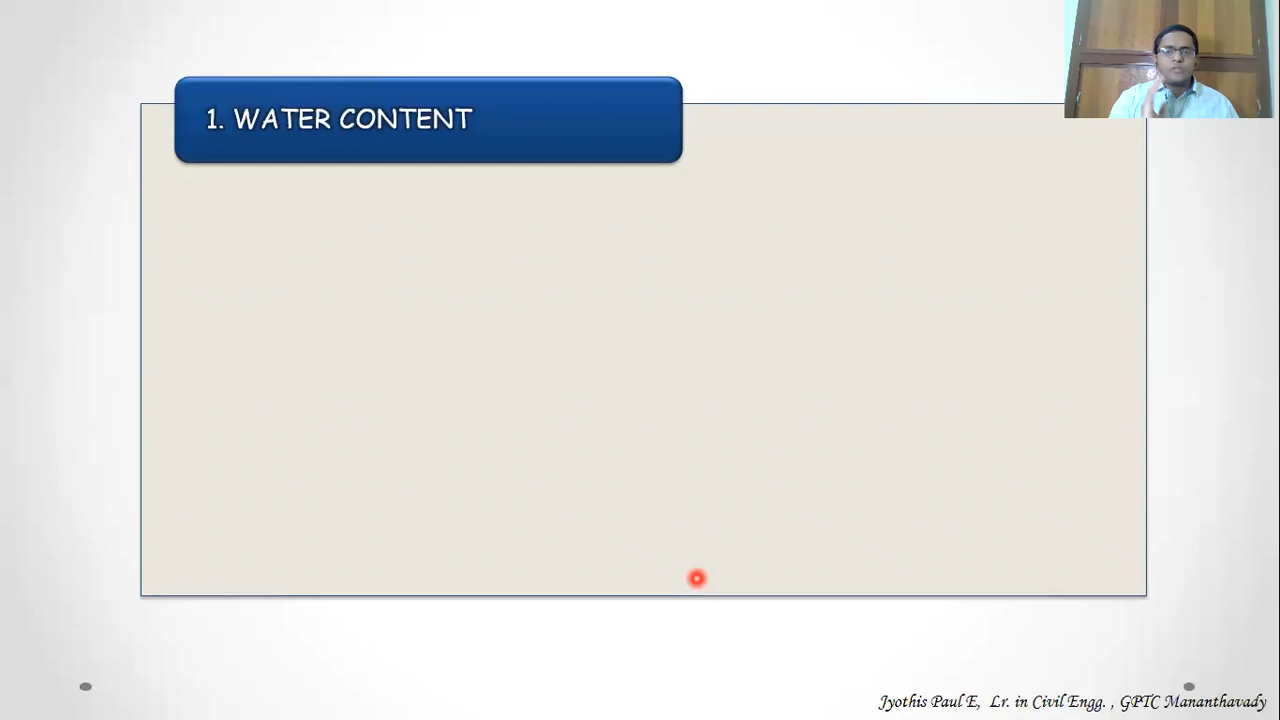 1. WATER CONTENT
Jyothis Paul E, Lr. in Civil Engg. , GPTC Mananthavady